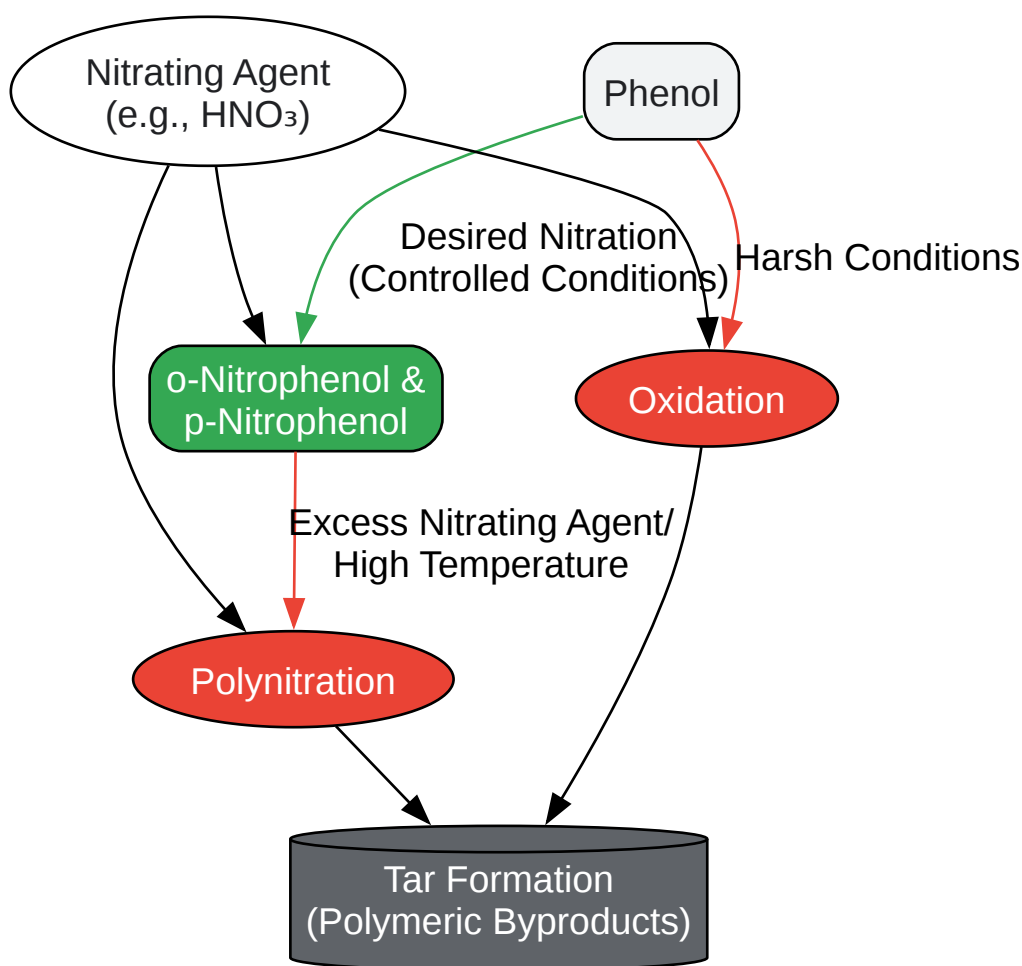 Nitrating Agent
(e.g., HNO₃)
Phenol
Desired Nitration
(Controlled Conditions)
Harsh Conditions
o-Nitrophenol &
p-Nitrophenol
Oxidation
Excess Nitrating Agent/
High Temperature
Polynitration
Tar Formation
(Polymeric Byproducts)